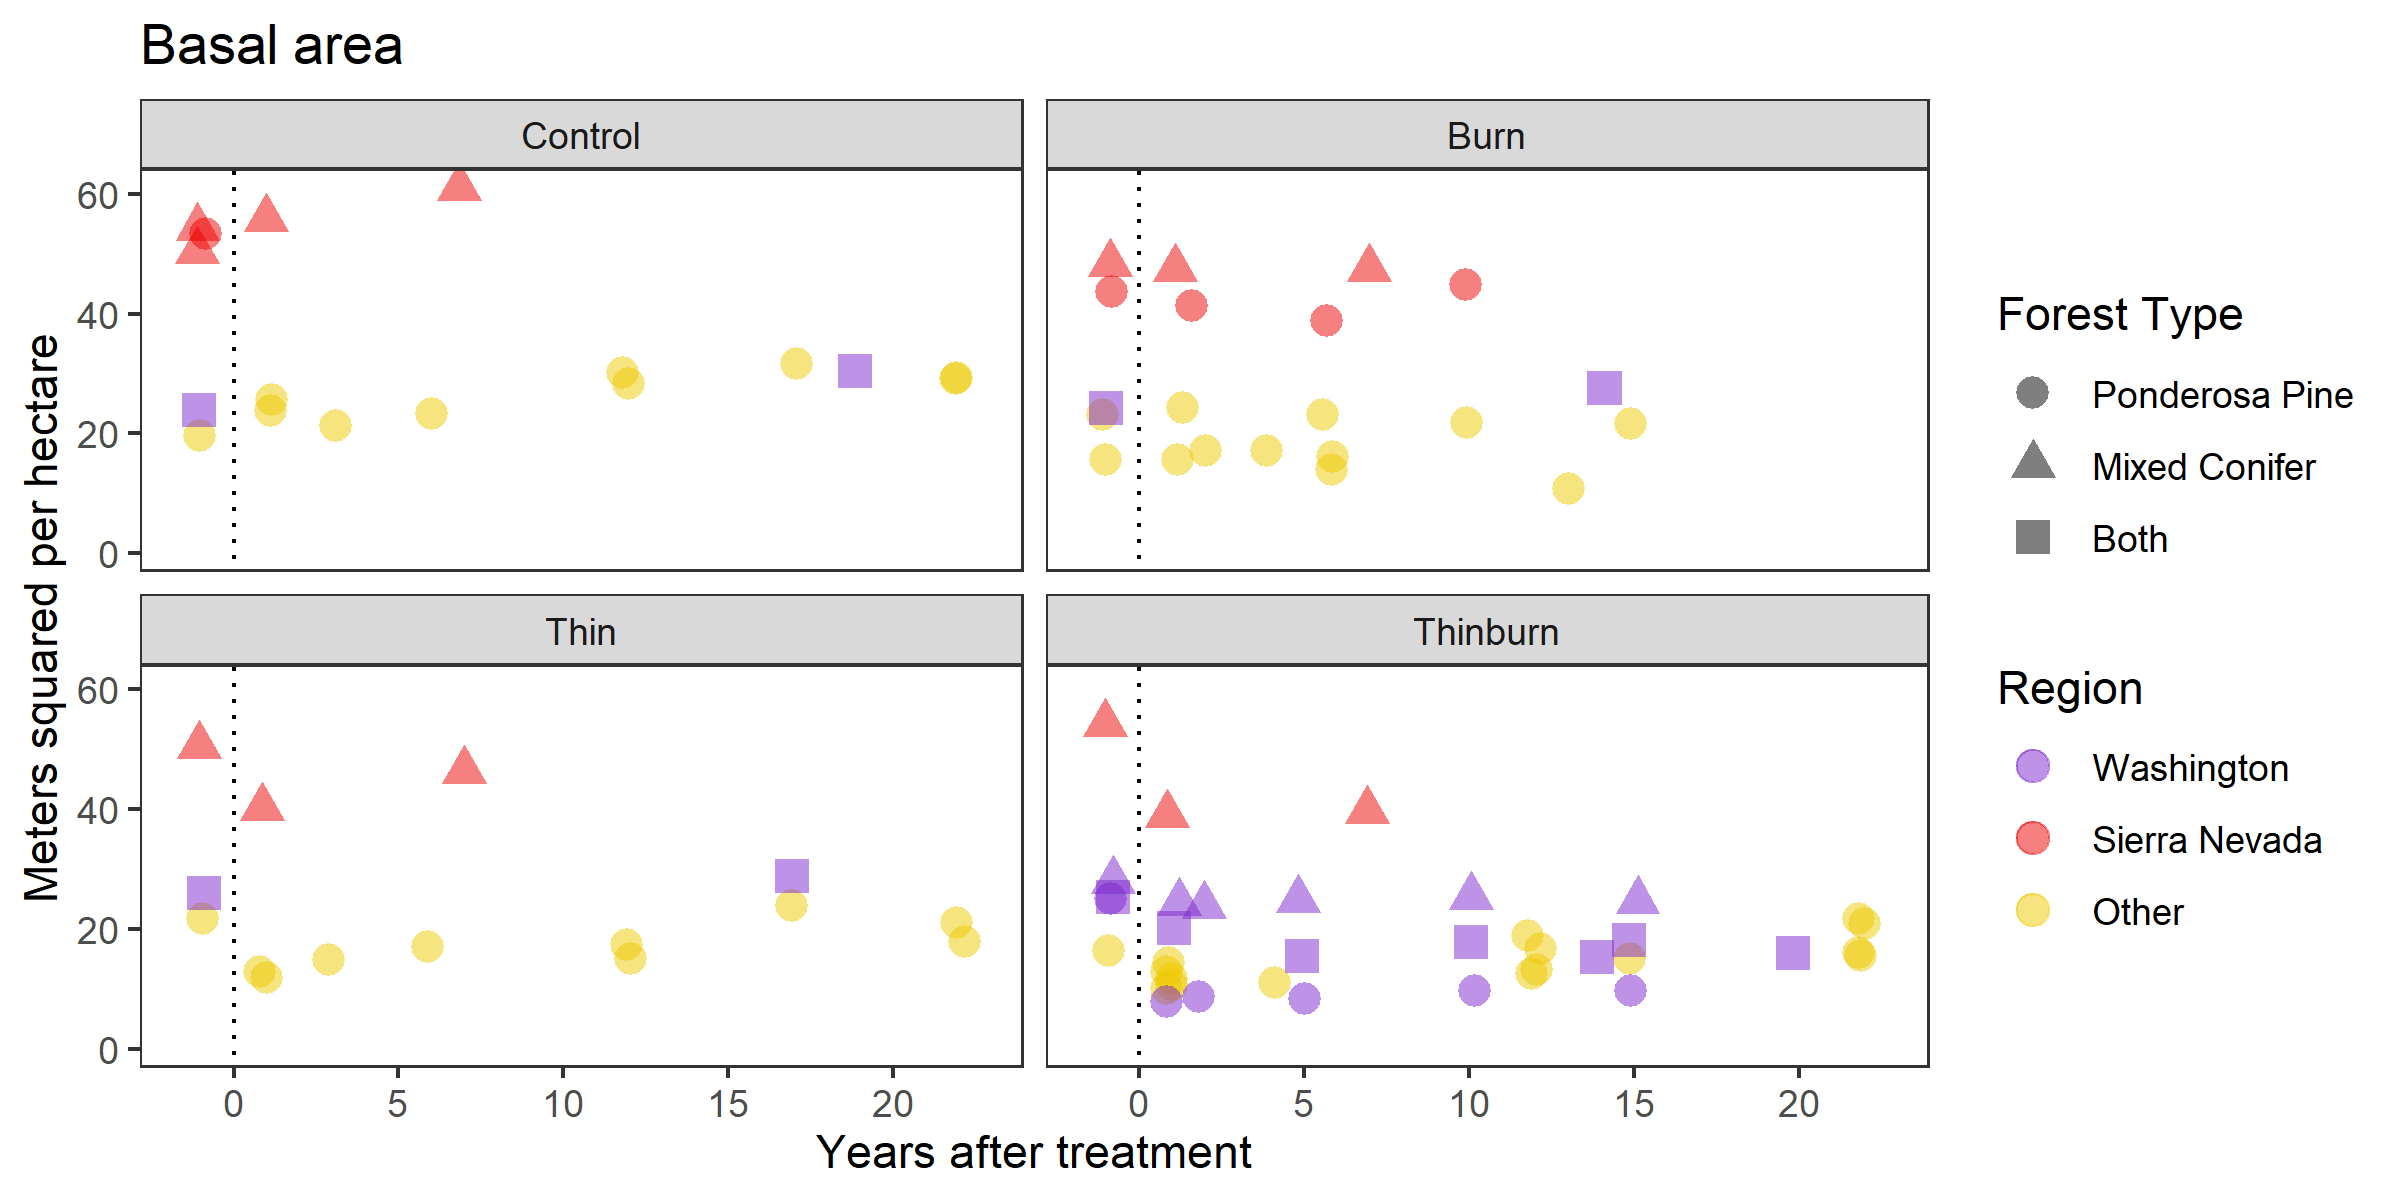 Basal area
Control
Burn
60
40
20
0
Thin
Thinburn
60
40
20
0
0 5 10 15 20
0 5 10 15 20
Years after treatment
Meters squared per hectare
Forest Type
Ponderosa Pine
Mixed Conifer
Both
Region
Washington
Sierra Nevada
Other